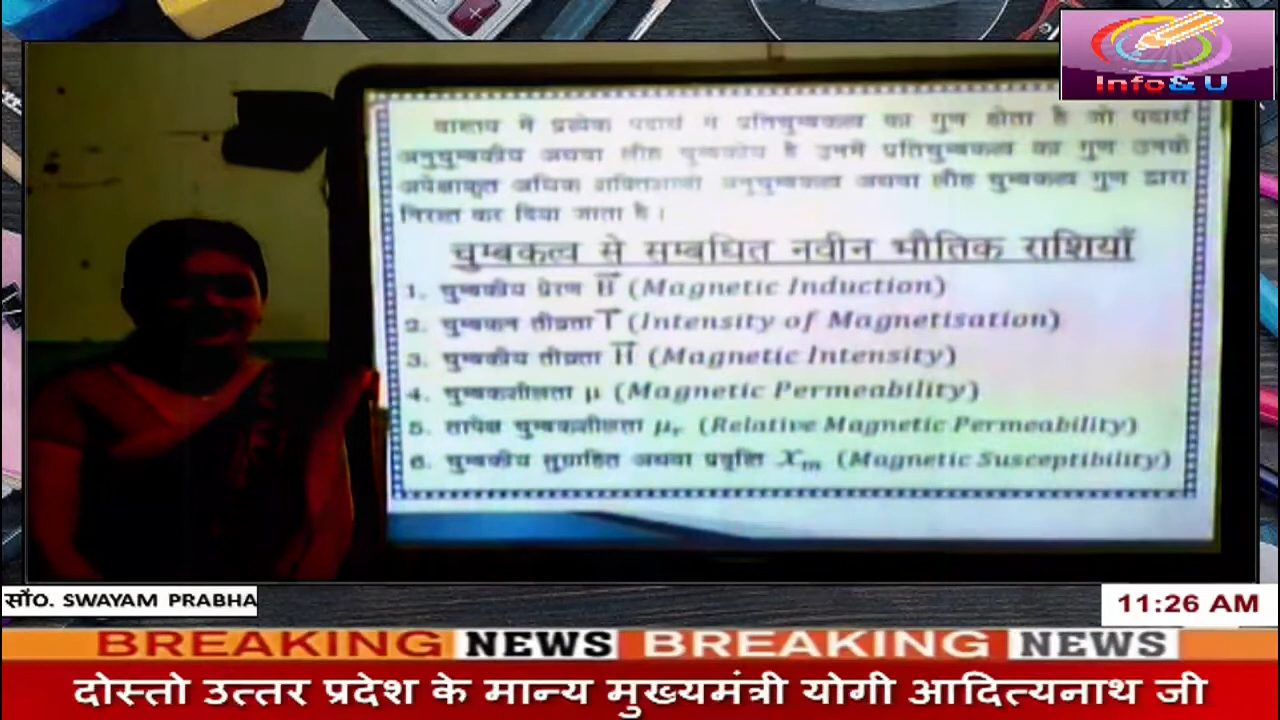 Info& U
वास्तव में प्रत्येक पदार्थ में प्रतिचुम्बकत्व का गुण होता है जो पदार्थ
अनुचुम्बकीय अथवा लौह चुम्बकीय है उनमें प्रतिचुम्बकत्व का गुण उनके
अपेक्षाकृत अधिक शक्तिशाली अनुचुम्बकत्व अथवा लौह चुम्बकत्व गुण द्वारा
निरस्त कर दिया जाता है।
चुम्बकत्व से सम्बधित नवीन भौतिक राशियाँ
1. चुम्बकीय प्रेरण B⃗ (Magnetic Induction)
2. चुम्बकन तीव्रता I⃗ (Intensity of Magnetisation)
3. चुम्बकीय तीव्रता H⃗ (Magnetic Intensity)
4. चुम्बकशीलता μ (Magnetic Permeability)
5. सापेक्ष चुम्बकशीलता μᵣ (Relative Magnetic Permeability)
6. चुम्बकीय सुग्राहिता अथवा प्रवृत्ति Xₘ (Magnetic Susceptibility)
सौं0. SWAYAM PRABHA
11:26 AM
BREAKING NEWS BREAKING NEWS
दोस्तो उत्तर प्रदेश के मान्य मुख्यमंत्री योगी आदित्यनाथ जी